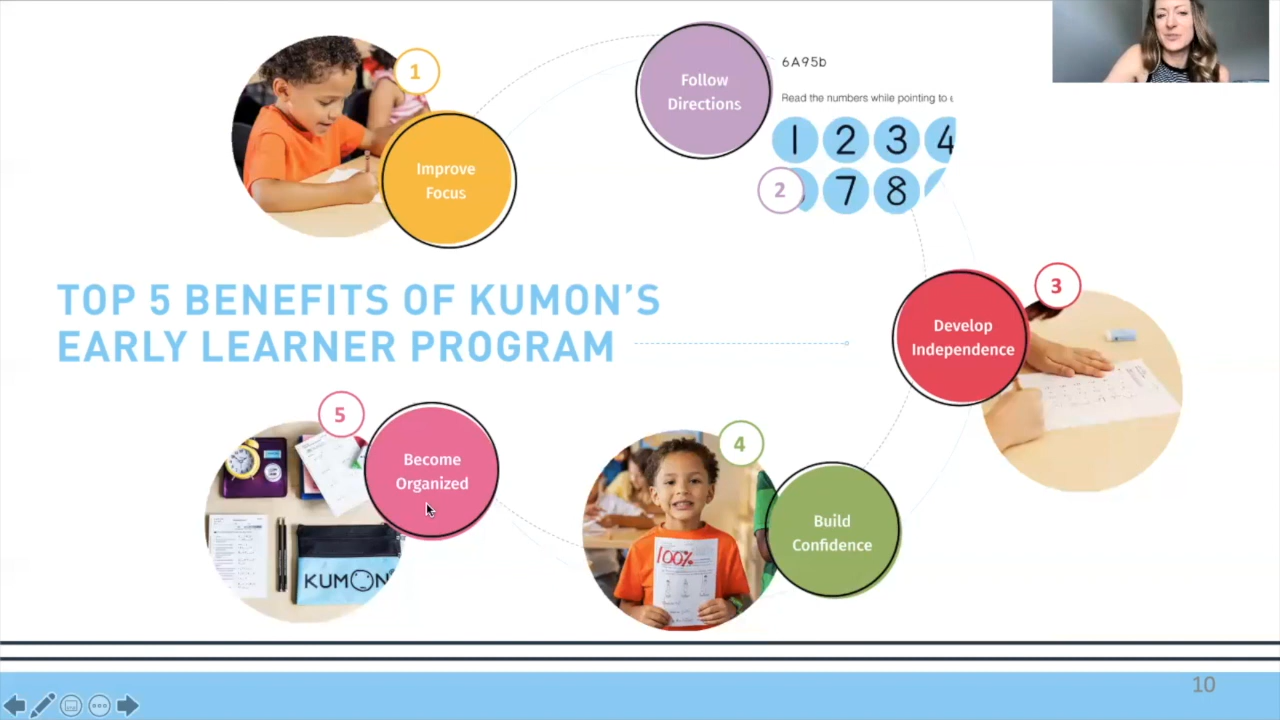 1
Improve
Focus
Follow
Directions
6A95b
Read the numbers while pointing to
1 2 3 4
2
7 8
TOP 5 BENEFITS OF KUMON'S
EARLY LEARNER PROGRAM
3
Develop
Independence
5
Become
Organized
KUMON
4
100%
Build
Confidence
10